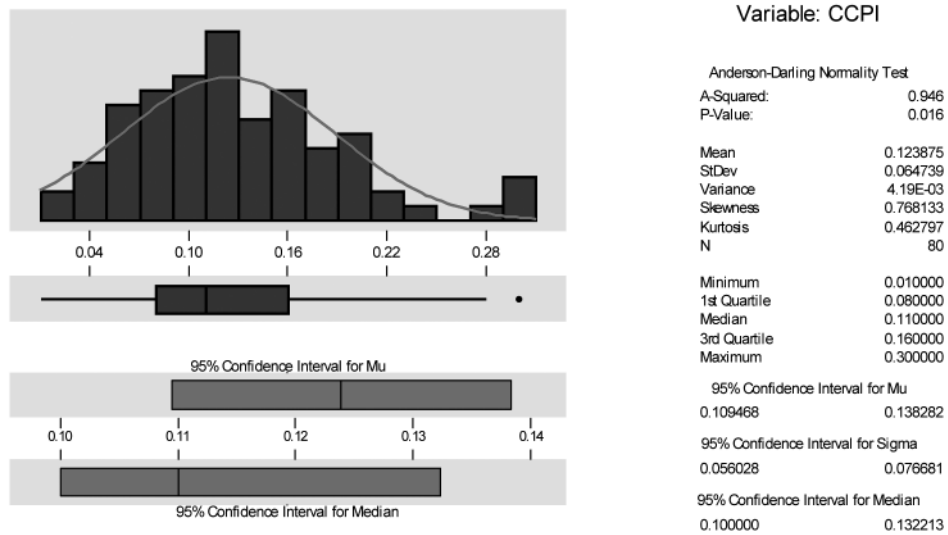 Variable: CCPI
Anderson-Darling Normality Test
A-Squared: 0.946
P-Value: 0.016
Mean 0.123875
StDev 0.064739
Variance 4.19E-03
Skewness 0.768133
Kurtosis 0.462797
N 80
Minimum 0.010000
1st Quartile 0.080000
Median 0.110000
3rd Quartile 0.160000
Maximum 0.300000
95% Confidence Interval for Mu
0.109468 0.138282
95% Confidence Interval for Sigma
0.056028 0.076681
95% Confidence Interval for Median
0.100000 0.132213
0.04 0.10 0.16 0.22 0.28
95% Confidence Interval for Mu
0.10 0.11 0.12 0.13 0.14
95% Confidence Interval for Median